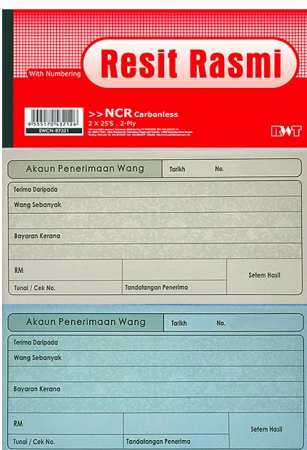 With Numbering
Resit Rasmi
>>NCR Carbonless
2 X 25'S . 2-Ply
SWCN-R7321
RWT
Akaun Penerimaan Wang
Tarikh No.
Terima Daripada
Wang Sebanyak
Bayaran Kerana
RM
Setem Hasil
Tunai / Cek No. Tandatangan Penerima
Akaun Penerimaan Wang
Tarikh No.
Terima Daripada
Wang Sebanyak
Bayaran Kerana
RM
Setem Hasil
Tunai / Cek No. Tandatangan Penerima